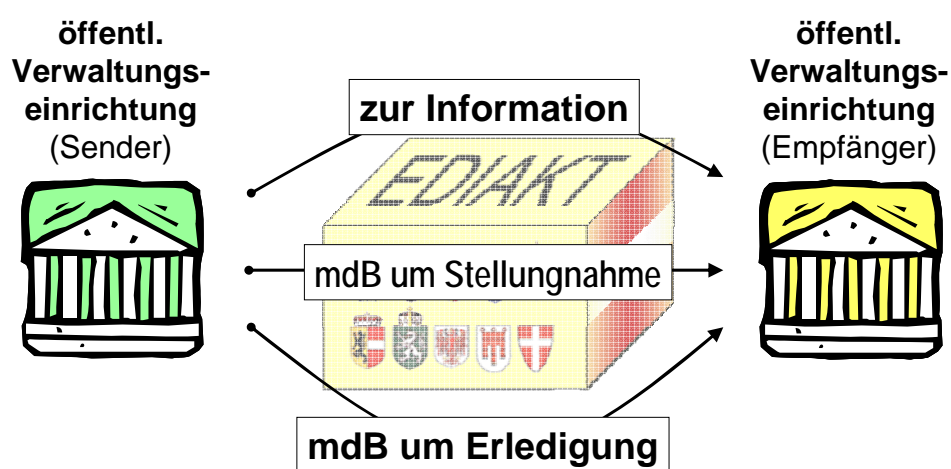 öffentl.
Verwaltungs-
einrichtung
(Sender)
öffentl.
Verwaltungs-
einrichtung
(Empfänger)
zur Information
EDIAKT
mdB um Stellungnahme
mdB um Erledigung